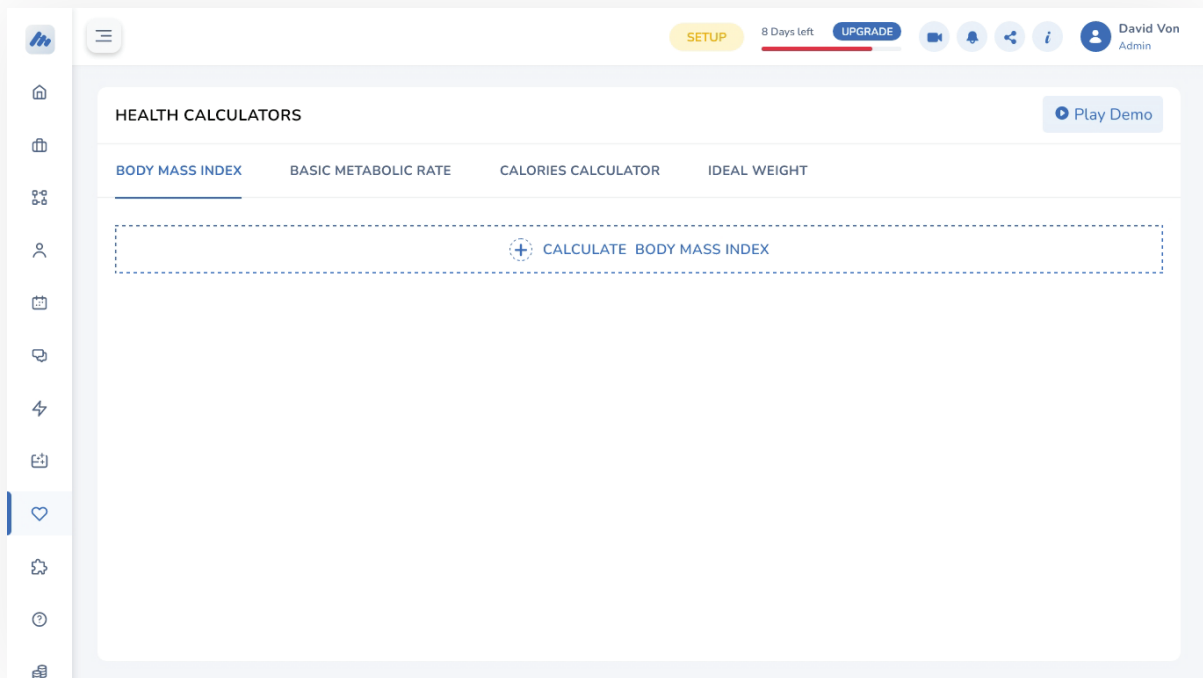 SETUP
8 Days left
UPGRADE
i
David Von
Admin
HEALTH CALCULATORS
Play Demo
BODY MASS INDEX
BASIC METABOLIC RATE
CALORIES CALCULATOR
IDEAL WEIGHT
CALCULATE BODY MASS INDEX